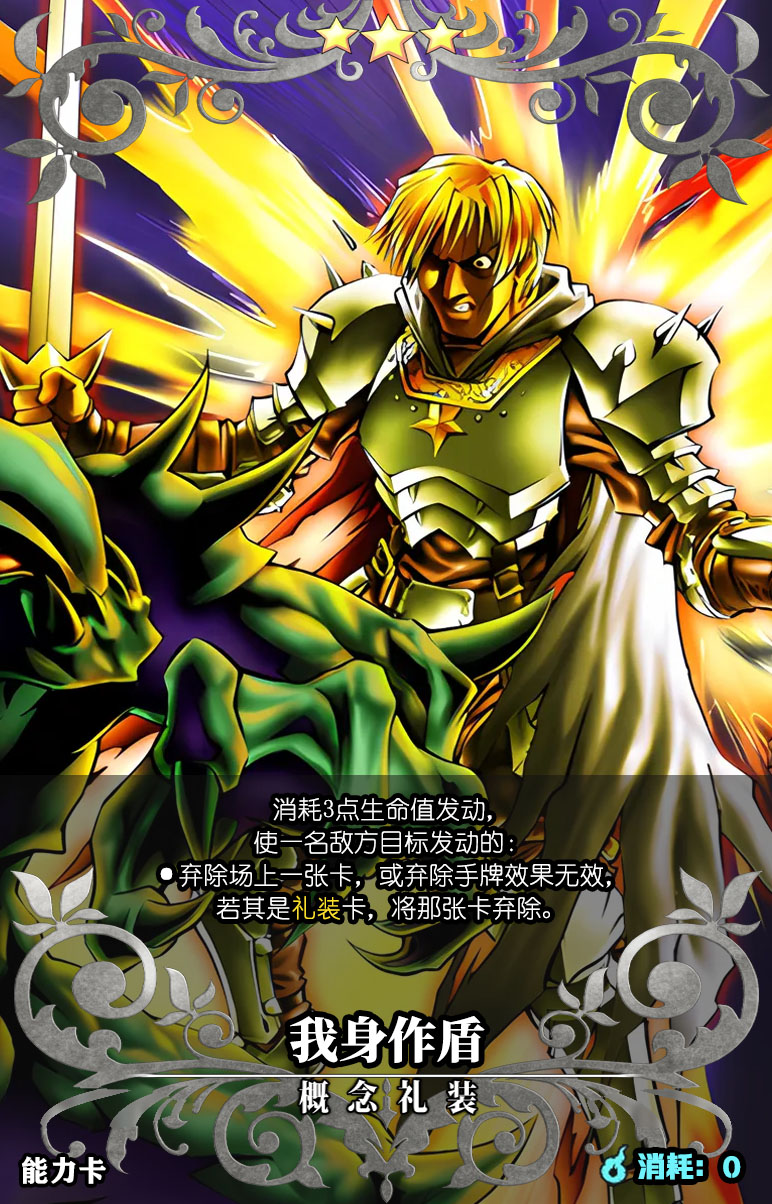 消耗3点生命值发动，
使一名敌方目标发动的：
●弃除场上一张卡，或弃除手牌效果无效，
若其是礼装卡，将那张卡弃除。
我身作盾
概念礼装
能力卡
消耗：0